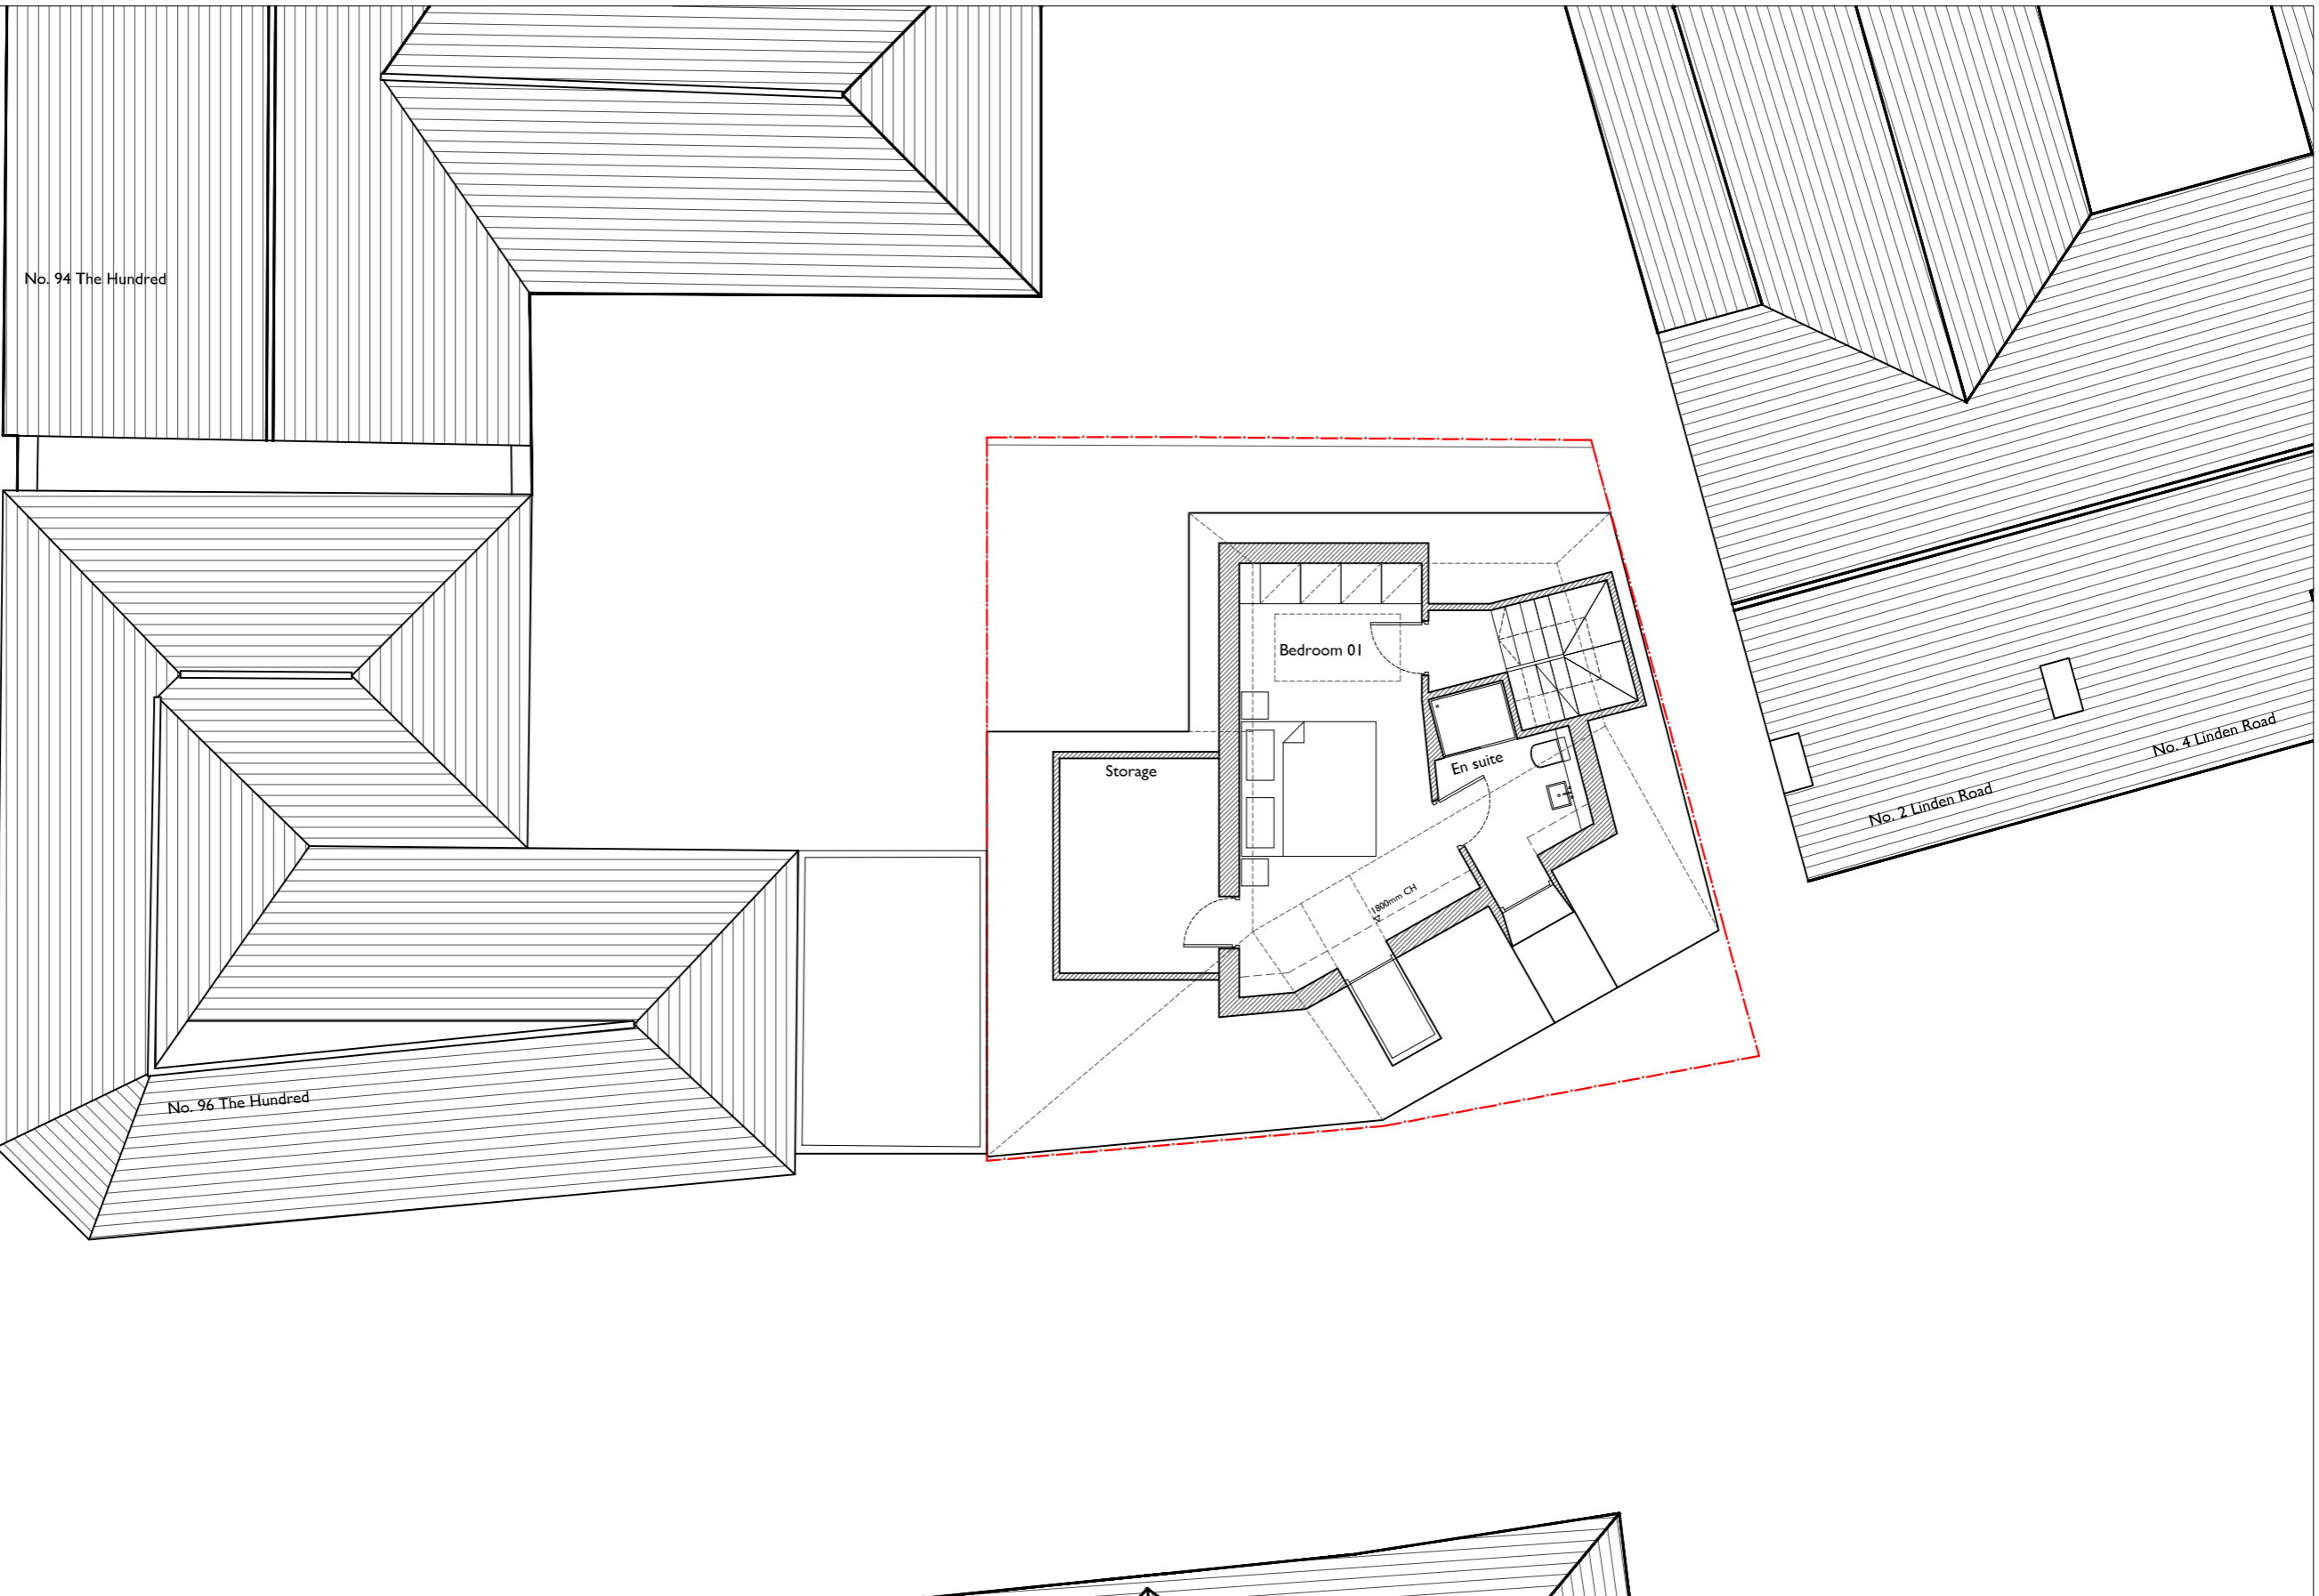 No. 94 The Hundred
Bedroom 01
Storage
En suite
No. 4 Linden Road
No. 2 Linden Road
1800mm CH
No. 96 The Hundred